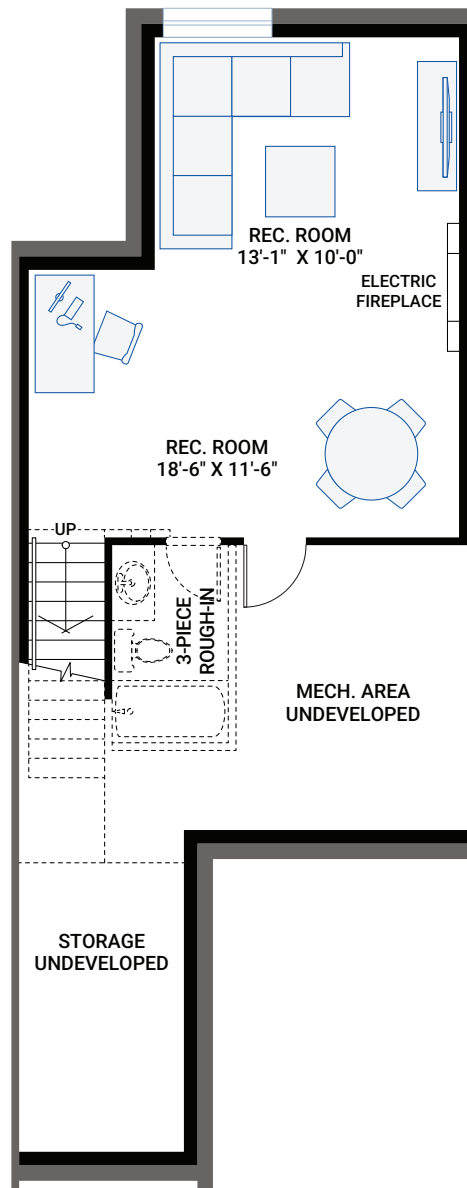 REC. ROOM
13'-1" X 10'-0"
ELECTRIC
FIREPLACE
REC. ROOM
18'-6" X 11'-6"
UP
3-PIECE
ROUGH-IN
MECH. AREA
UNDEVELOPED
STORAGE
UNDEVELOPED